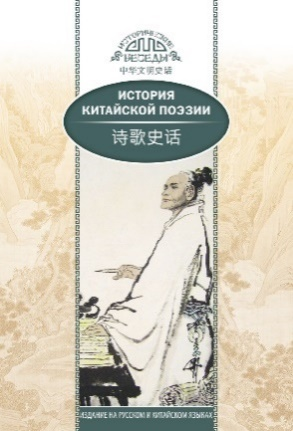 ИСТОРИЧЕСКИЕ
БЕСЕДЫ
中华文明史话
ИСТОРИЯ
КИТАЙСКОЙ ПОЭЗИИ
诗歌史话
ИЗДАНИЕ НА РУССКОМ И КИТАЙСКОМ ЯЗЫКАХ